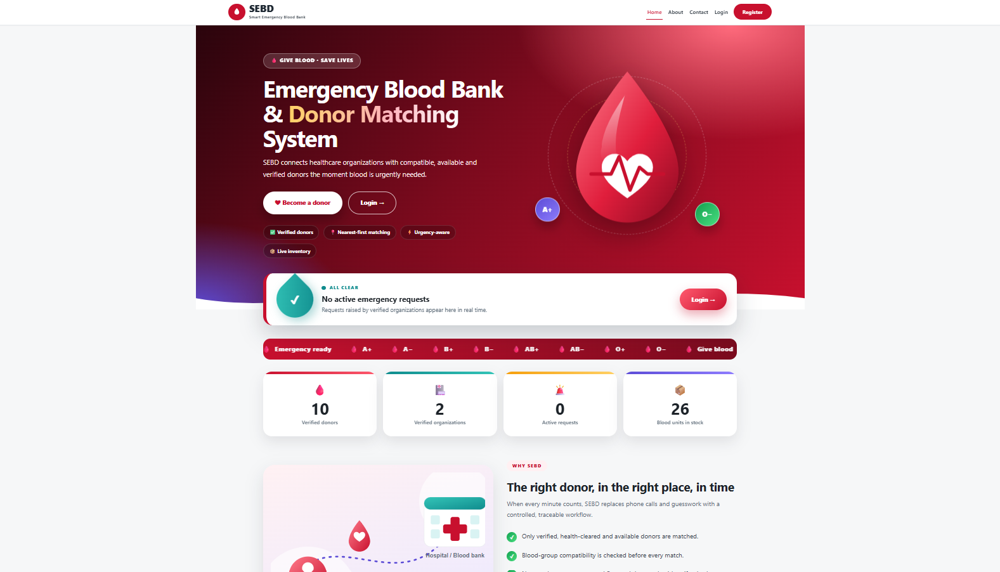 SEBD
Smart Emergency Blood Bank
Home About Contact Login Register
GIVE BLOOD · SAVE LIVES
Emergency Blood Bank
& Donor Matching
System
SEBD connects healthcare organizations with compatible, available and
verified donors the moment blood is urgently needed.
Become a donor
Login →
A+
O−
Verified donors
Nearest-first matching
Urgency-aware
Live inventory
ALL CLEAR
No active emergency requests
Requests raised by verified organizations appear here in real time.
Login →
Emergency ready A+ A− B+ B− AB+ AB− O+ O− Give blood
10
Verified donors
2
Verified organizations
0
Active requests
26
Blood units in stock
Hospital / Blood bank
WHY SEBD
The right donor, in the right place, in time
When every minute counts, SEBD replaces phone calls and guesswork with a
controlled, traceable workflow.
Only verified, health-cleared and available donors are matched.
Blood-group compatibility is checked before every match.